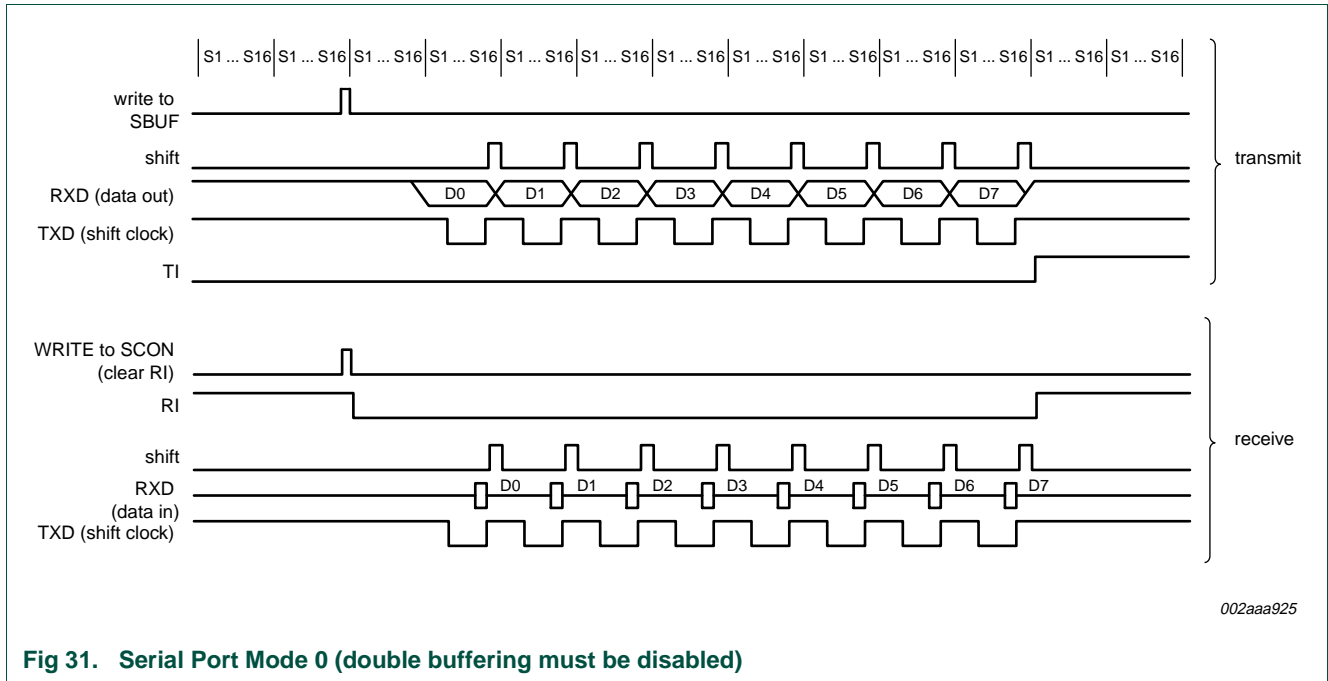 S1 ... S16 S1 ... S16 S1 ... S16 S1 ... S16 S1 ... S16 S1 ... S16 S1 ... S16 S1 ... S16 S1 ... S16 S1 ... S16 S1 ... S16 S1 ... S16 S1 ... S16
write to
SBUF
shift
transmit
RXD (data out) D0 D1 D2 D3 D4 D5 D6 D7
TXD (shift clock)
TI
WRITE to SCON
(clear RI)
RI
receive
shift
RXD D0 D1 D2 D3 D4 D5 D6 D7
(data in)
TXD (shift clock)
002aaa925
Fig 31. Serial Port Mode 0 (double buffering must be disabled)